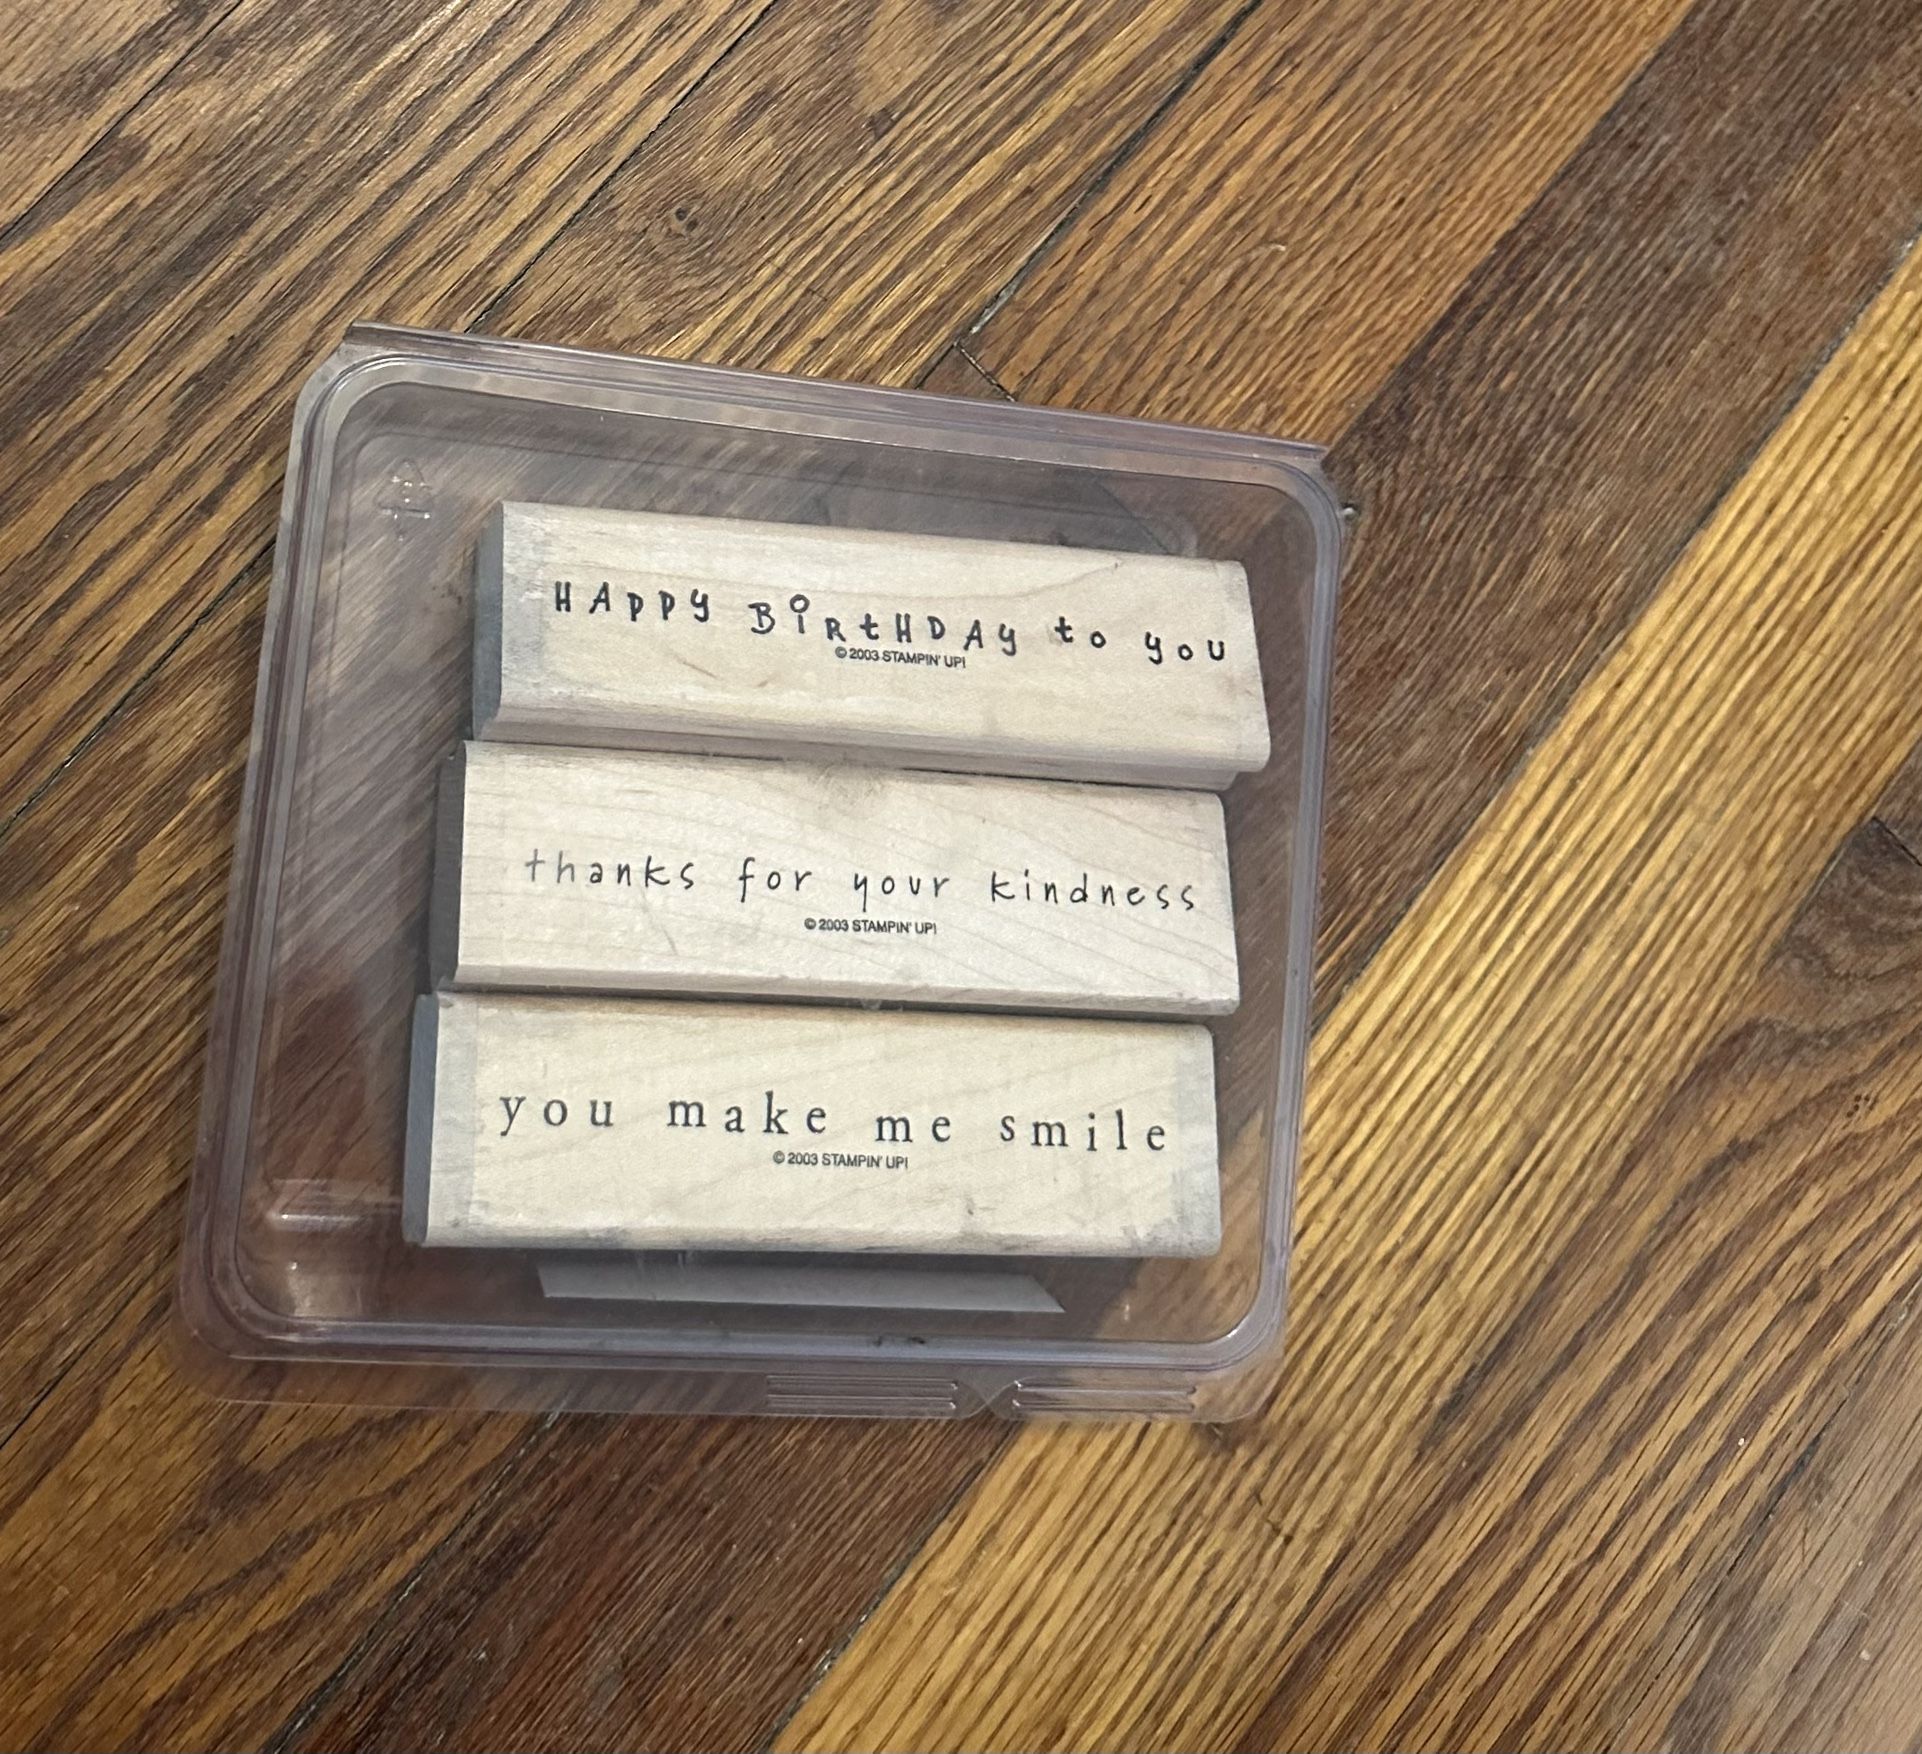 HAppy BiRtHDAy to you
© 2003 STAMPIN' UP!
thanks for your kindness
© 2003 STAMPIN' UP!
you make me smile
© 2003 STAMPIN' UP!